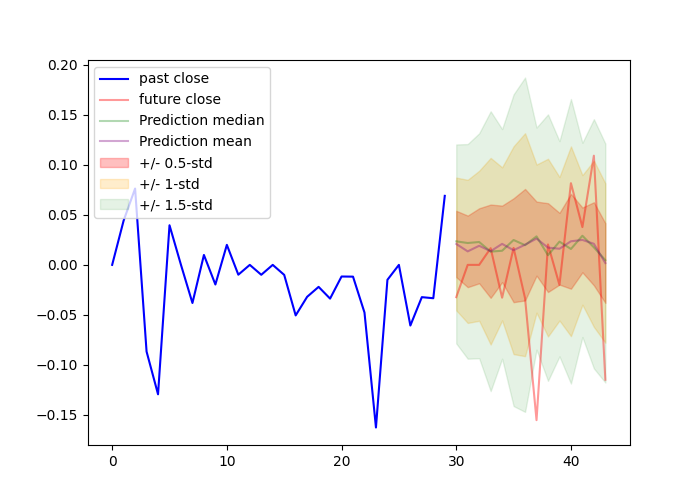 0.20
0.15
0.10
0.05
0.00
−0.05
−0.10
−0.15
past close
future close
Prediction median
Prediction mean
+/- 0.5-std
+/- 1-std
+/- 1.5-std
0
10
20
30
40